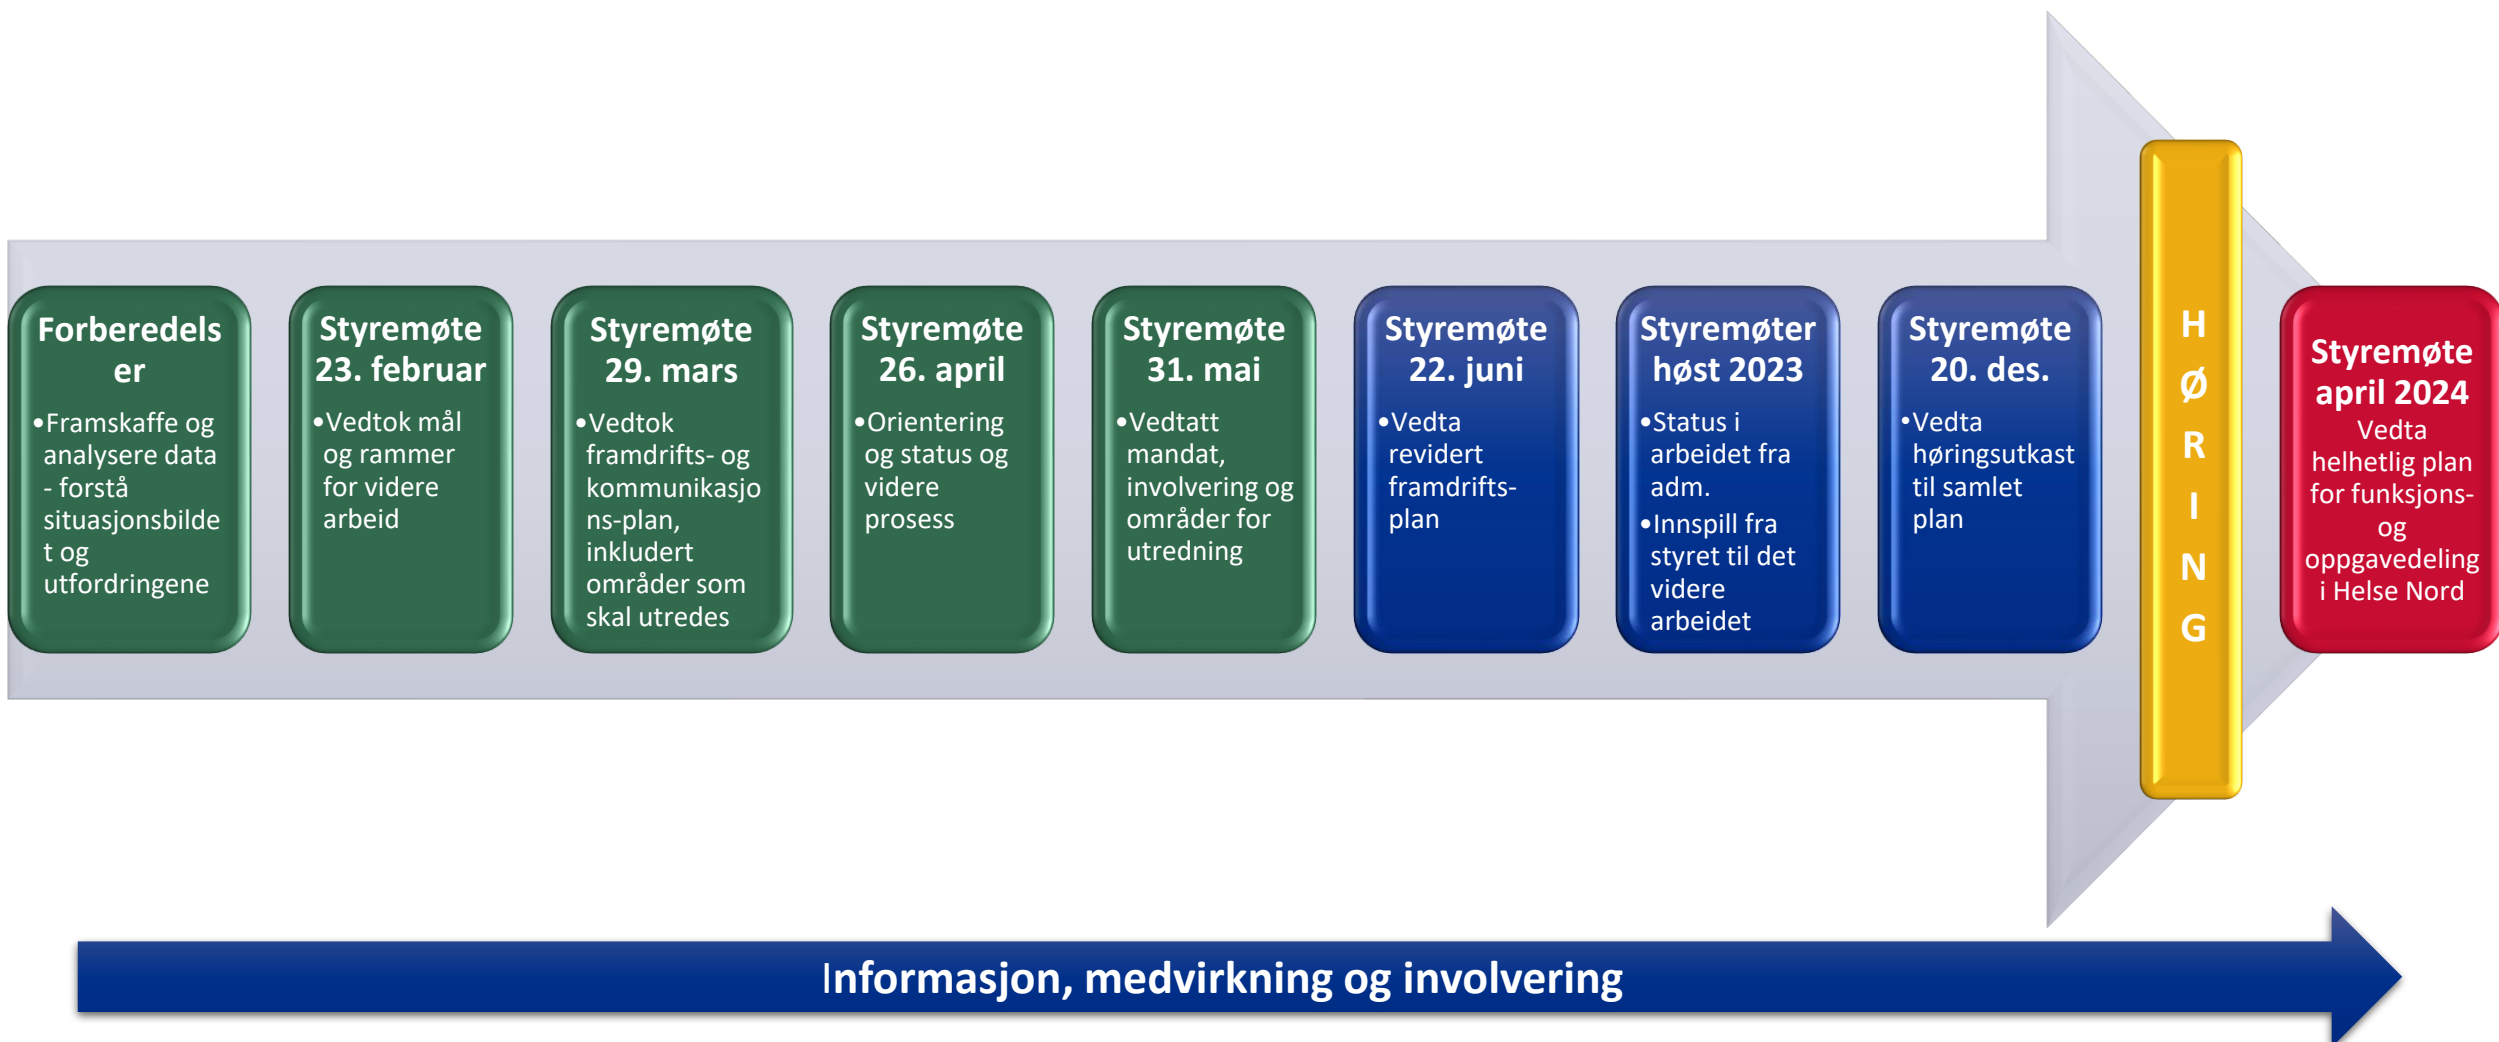 Forberedels
er
•Framskaffe og
analysere data
- forstå
situasjonsbilde
t og
utfordringene
Styremøte
23. februar
•Vedtok mål
og rammer
for videre
arbeid
Styremøte
29. mars
•Vedtok
framdrifts- og
kommunikasjo
ns-plan,
inkludert
områder som
skal utredes
Styremøte
26. april
•Orientering
og status og
videre
prosess
Styremøte
31. mai
•Vedtatt
mandat,
involvering og
områder for
utredning
Styremøte
22. juni
•Vedta
revidert
framdrifts-
plan
Styremøter
høst 2023
•Status i
arbeidet fra
adm.
•Innspill fra
styret til det
videre
arbeidet
Styremøte
20. des.
•Vedta
høringsutkast
til samlet
plan
H
Ø
R
I
N
G
Styremøte
april 2024
Vedta
helhetlig plan
for funksjons-
og
oppgavedeling
i Helse Nord
Informasjon, medvirkning og involvering